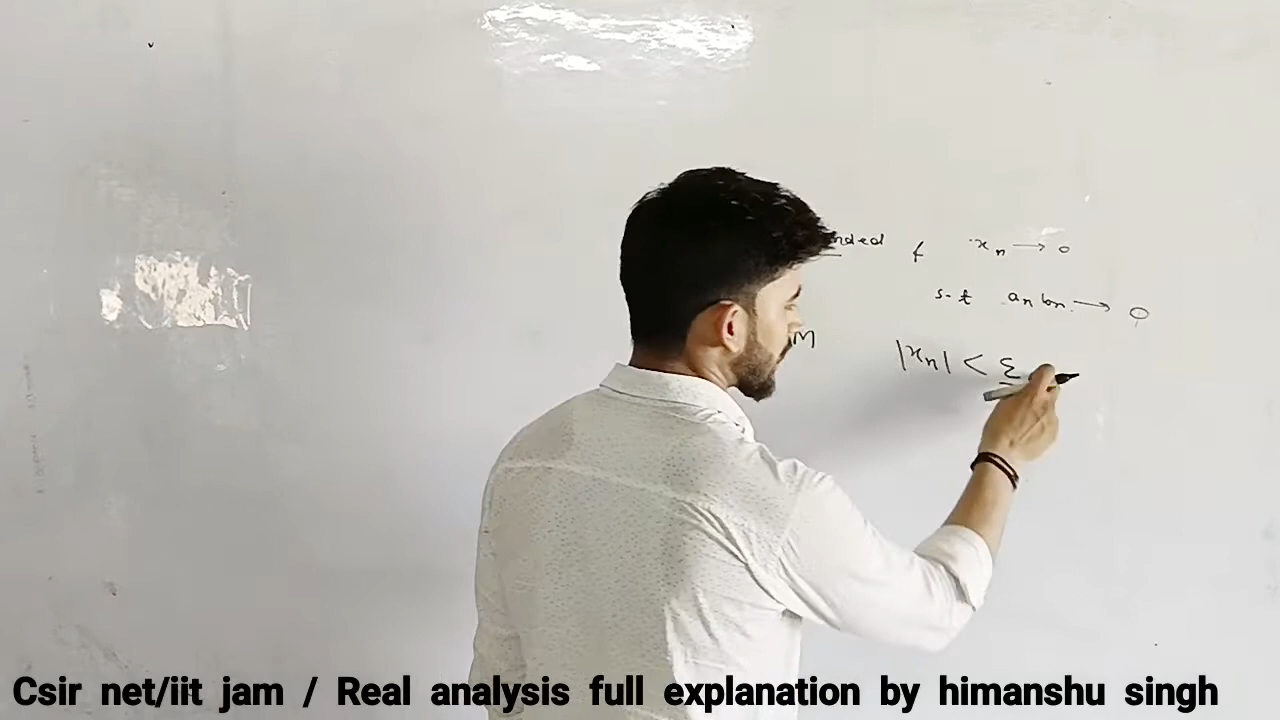 nded & xn → 0
s-t an bn. → 0
M |xn| < ε
Csir net/iit jam / Real analysis full explanation by himanshu singh